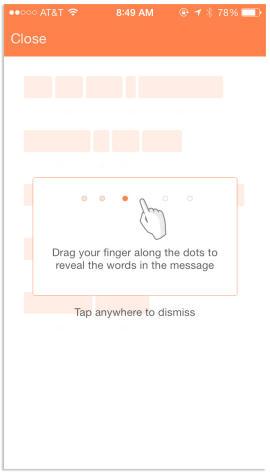 AT&T 8:49 AM 78%
Close
Drag your finger along the dots to
reveal the words in the message
Tap anywhere to dismiss